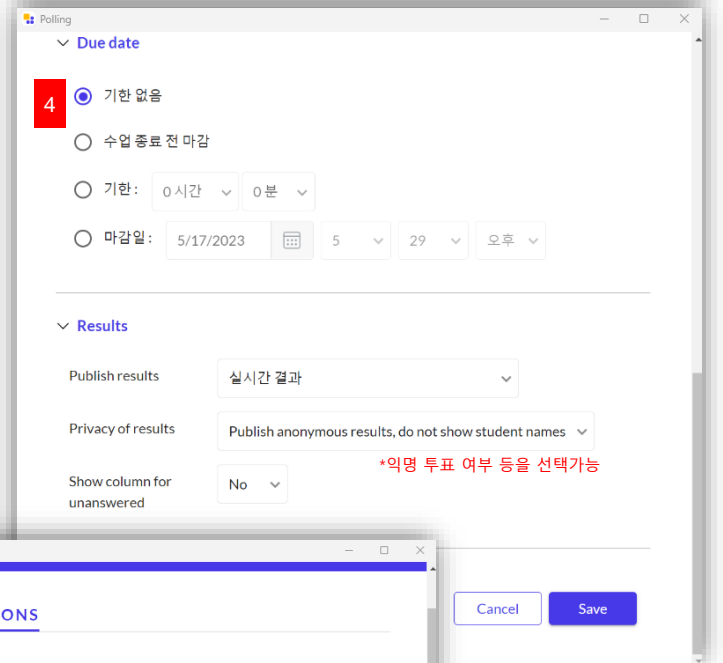 Polling
Due date
4
기한 없음
수업 종료 전 마감
기한 : 0 시간 0 분
마감일 : 5/17/2023 5 29 오후
Results
Publish results 실시간 결과
Privacy of results Publish anonymous results, do not show student names
*익명 투표 여부 등을 선택가능
Show column for unanswered No
Cancel Save
ONS